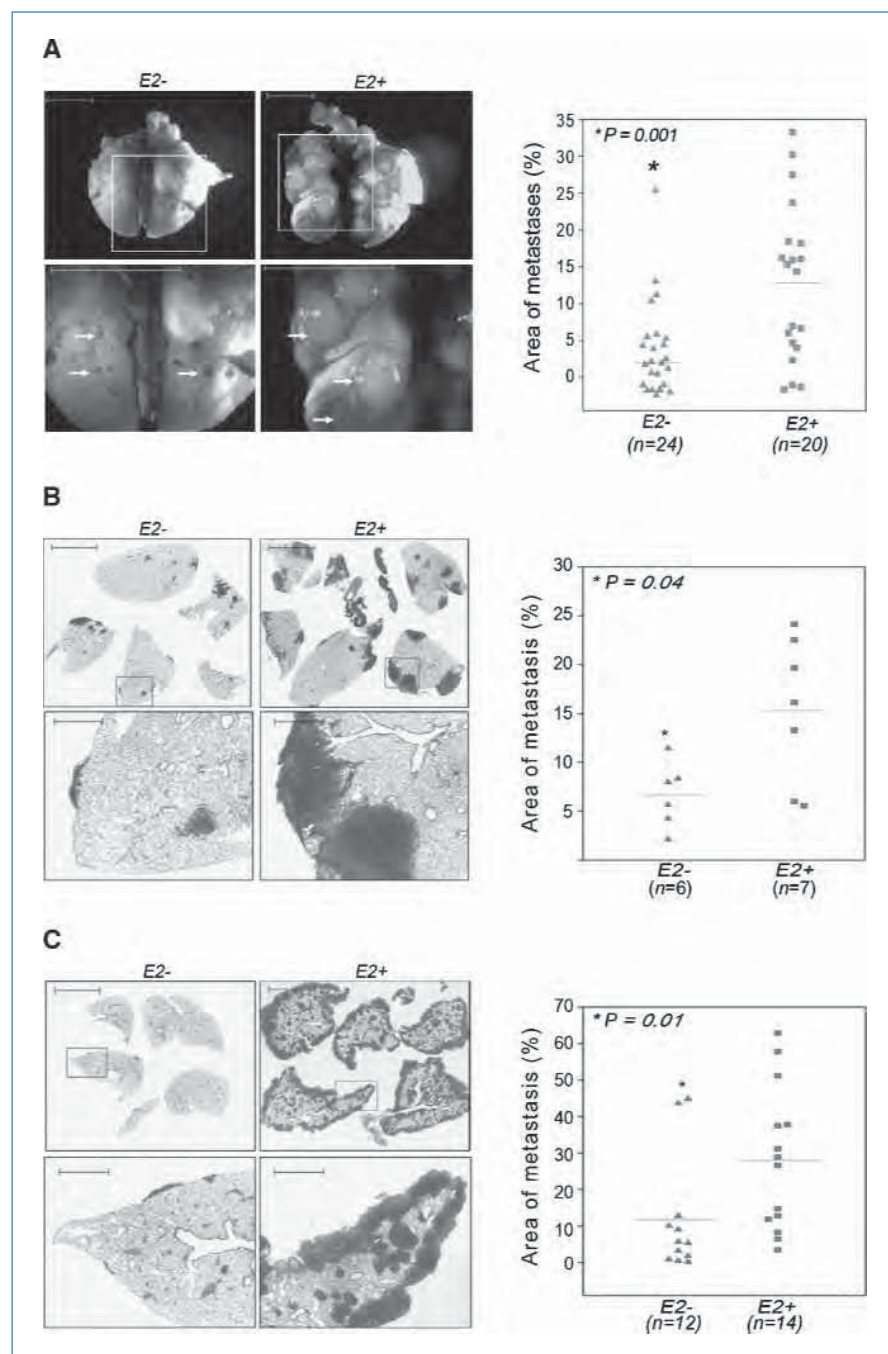 A
E2-
E2+
Area of metastases (%)
35
30
25
20
15
10
5
0
*P = 0.001
*
E2-
(n=24)
E2+
(n=20)
B
E2-
E2+
Area of metastasis (%)
30
25
20
15
10
5
* P = 0.04
*
E2-
(n=6)
E2+
(n=7)
C
E2-
E2+
Area of metastasis (%)
70
60
50
40
30
20
10
0
* P = 0.01
*
E2-
(n=12)
E2+
(n=14)